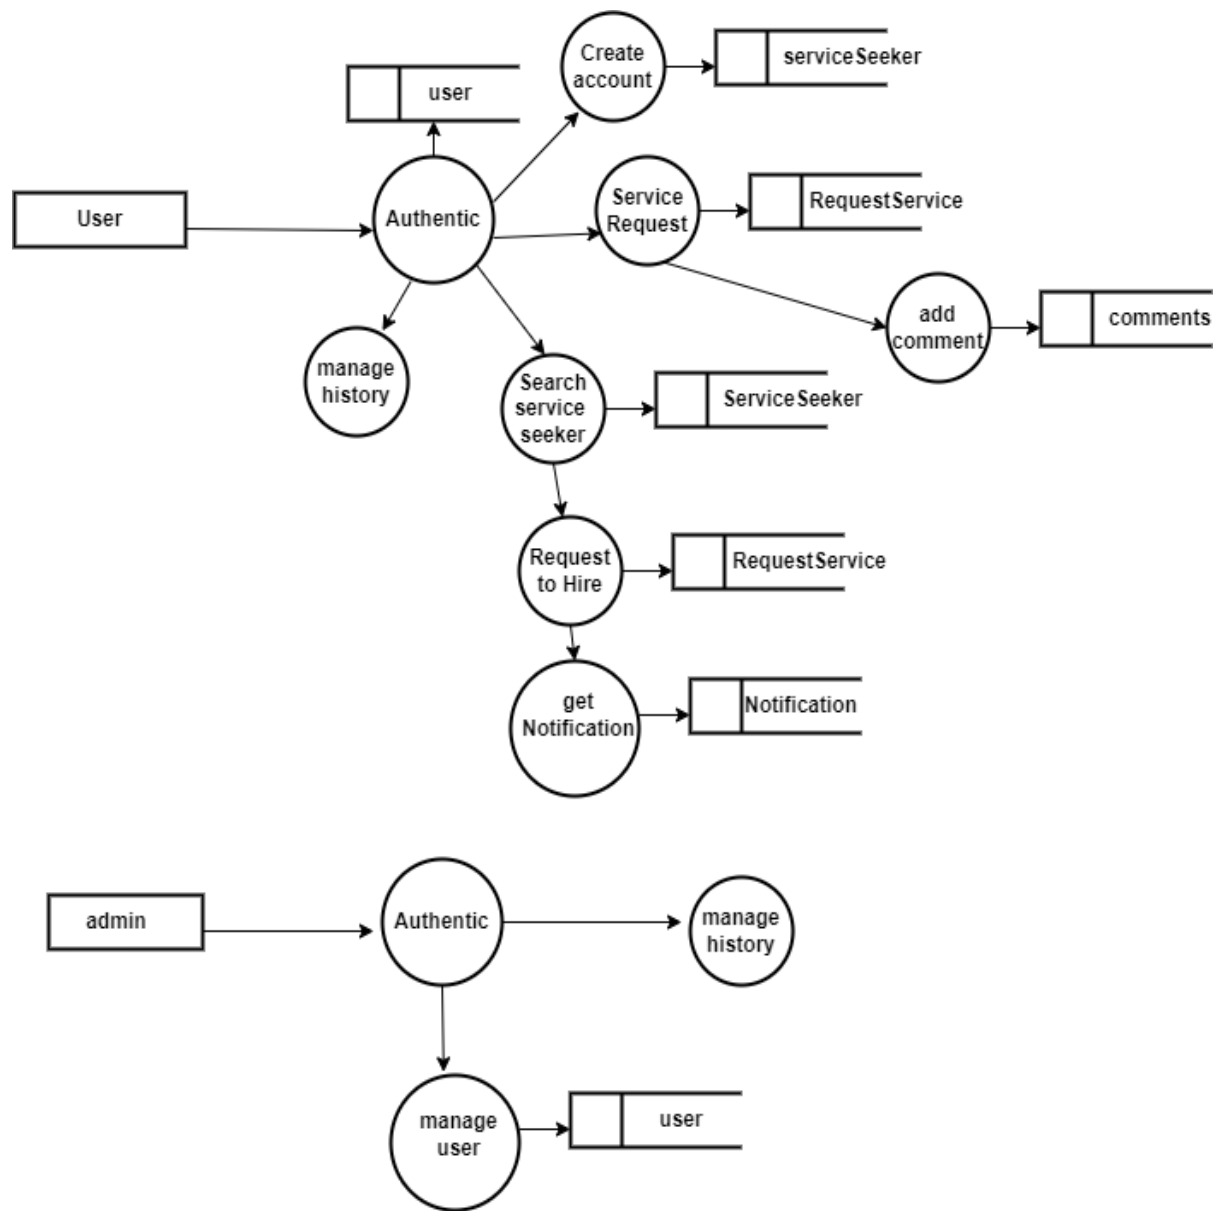 Create
account
serviceSeeker
user
User
Authentic
Service
Request
RequestService
add
comment
comments
manage
history
Search
service
seeker
ServiceSeeker
Request
to Hire
RequestService
get
Notification
Notification
admin
Authentic
manage
history
manage
user
user